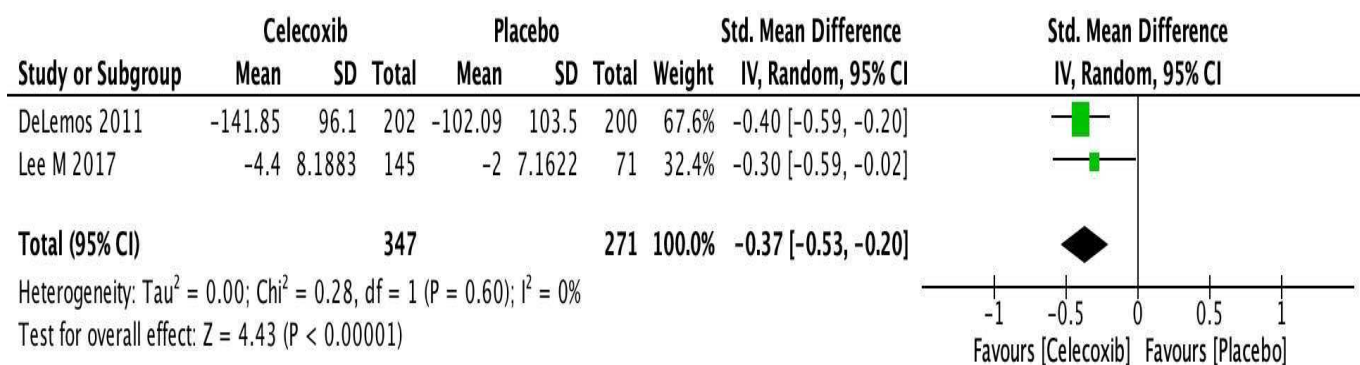 Celecoxib Placebo Std. Mean Difference Std. Mean Difference
Study or Subgroup Mean SD Total Mean SD Total Weight IV, Random, 95% CI IV, Random, 95% CI
DeLemos 2011 −141.85 96.1 202 −102.09 103.5 200 67.6% −0.40 [−0.59, −0.20]
Lee M 2017 −4.4 8.1883 145 −2 7.1622 71 32.4% −0.30 [−0.59, −0.02]
Total (95% CI) 347 271 100.0% −0.37 [−0.53, −0.20]
Heterogeneity: Tau² = 0.00; Chi² = 0.28, df = 1 (P = 0.60); I² = 0%
Test for overall effect: Z = 4.43 (P < 0.00001)
−1 −0.5 0 0.5 1
Favours [Celecoxib] Favours [Placebo]